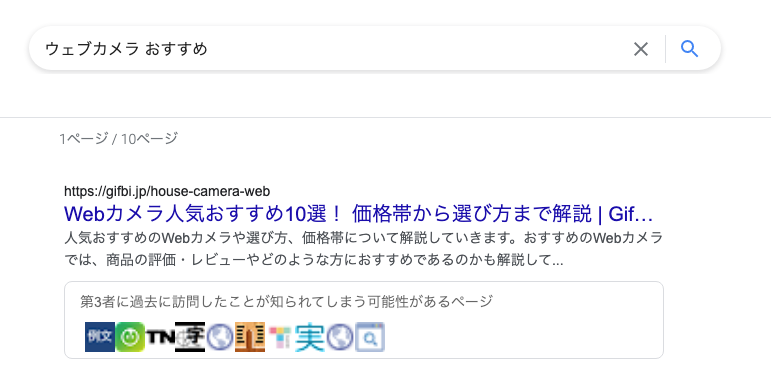 ウェブカメラ おすすめ
1ページ / 10ページ
https://gifbi.jp/house-camera-web
Webカメラ人気おすすめ10選！ 価格帯から選び方まで解説 | Gif…
人気おすすめのWebカメラや選び方、価格帯について解説していきます。おすすめのWebカメラ
では、商品の評価・レビューやどのような方におすすめであるのかも解説して...
第3者に過去に訪問したことが知られてしまう可能性があるページ
例文 TN 字 実